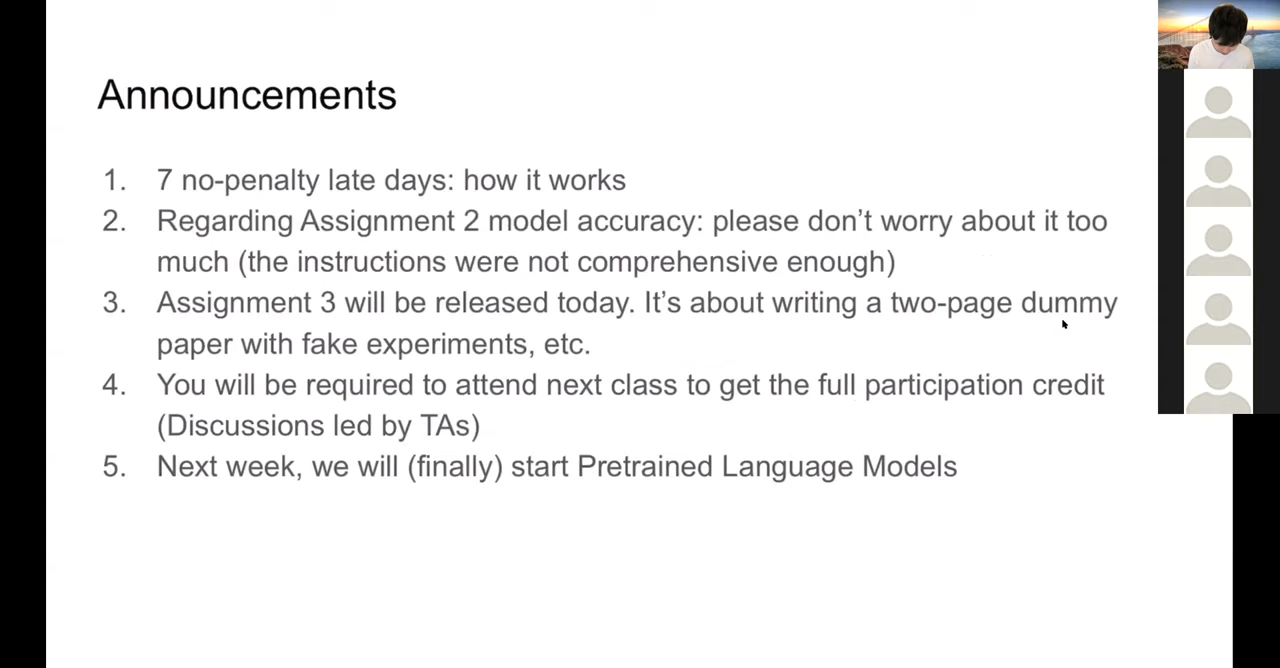 Announcements
1. 7 no-penalty late days: how it works
2. Regarding Assignment 2 model accuracy: please don’t worry about it too
much (the instructions were not comprehensive enough)
3. Assignment 3 will be released today. It’s about writing a two-page dummy
paper with fake experiments, etc.
4. You will be required to attend next class to get the full participation credit
(Discussions led by TAs)
5. Next week, we will (finally) start Pretrained Language Models